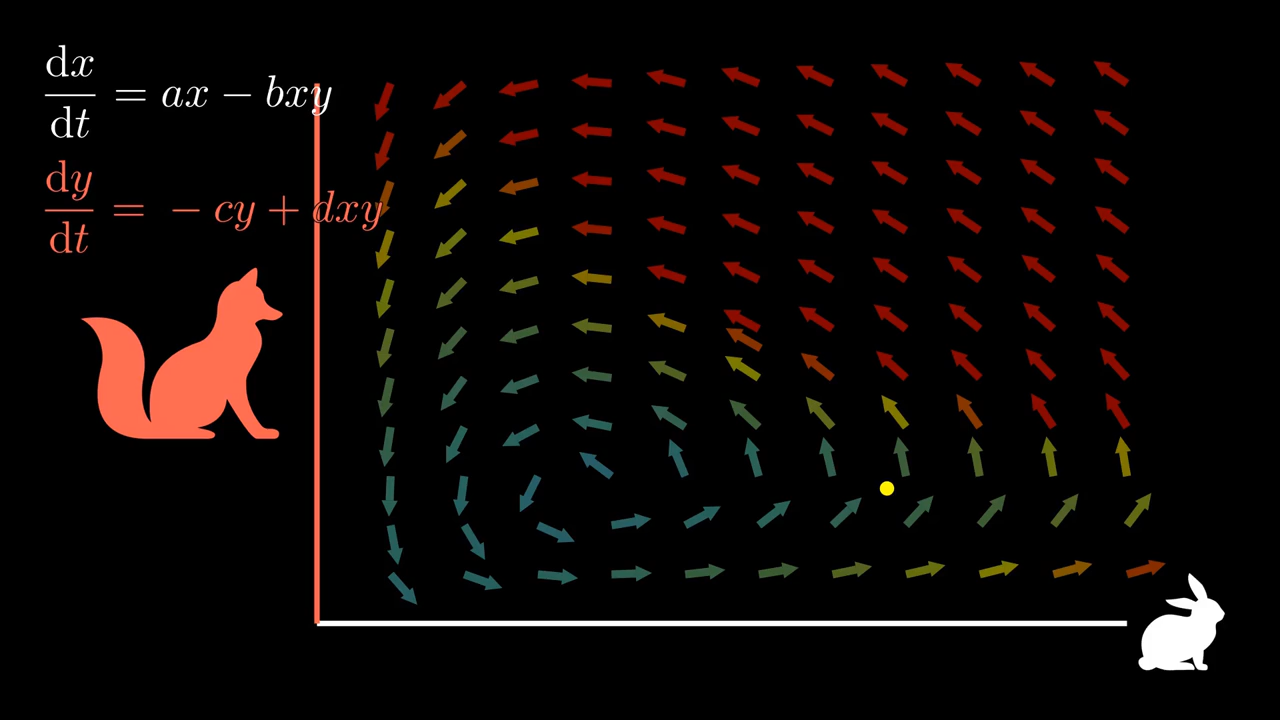 dx/dt = ax − bxy
dy/dt = −cy + dxy